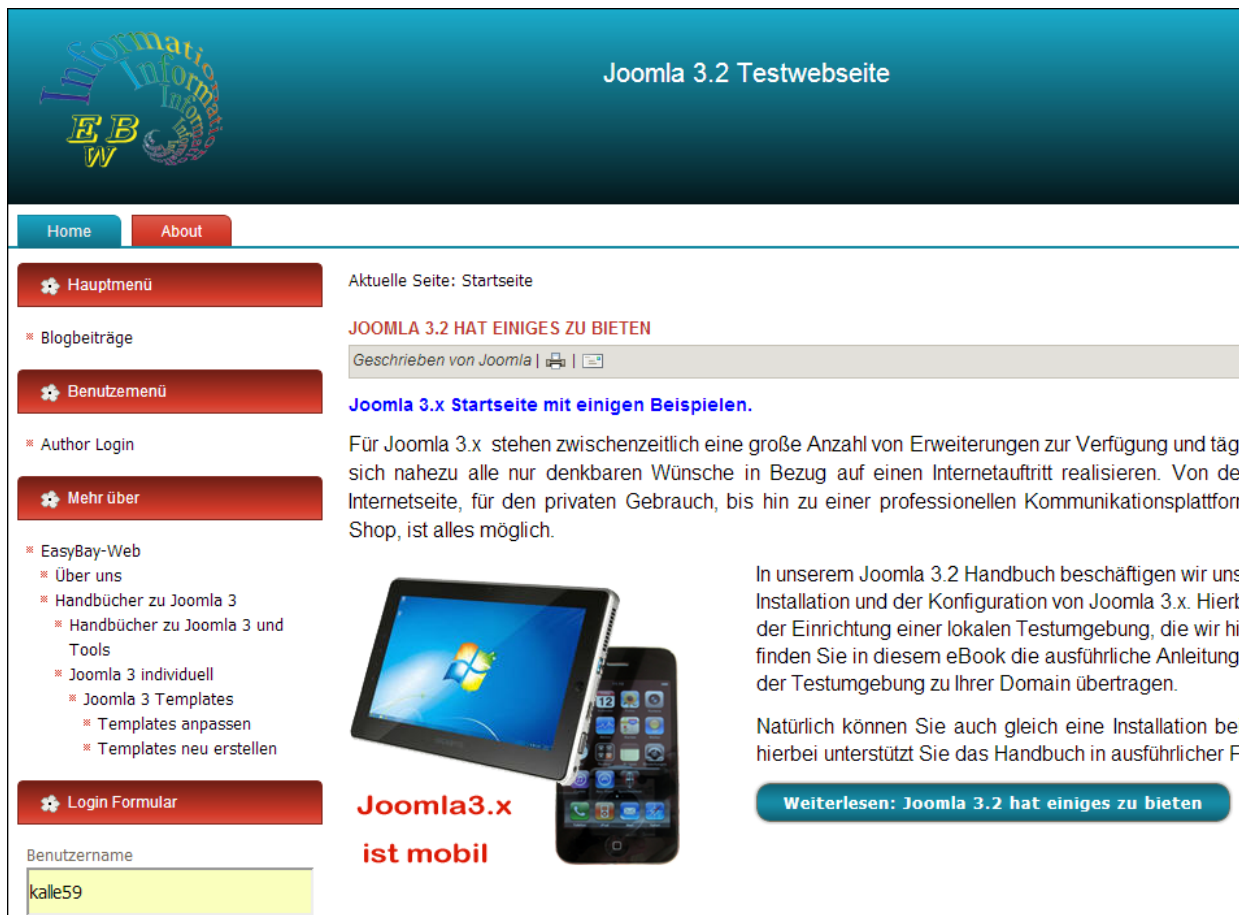 Information
Information
Informatio
Informati
EBW
Joomla 3.2 Testwebseite
Home
About
Hauptmenü
Blogbeiträge
Benutzemenü
Author Login
Mehr über
EasyBay-Web
Über uns
Handbücher zu Joomla 3
Handbücher zu Joomla 3 und
Tools
Joomla 3 individuell
Joomla 3 Templates
Templates anpassen
Templates neu erstellen
Login Formular
Benutzername
kalle59
Aktuelle Seite: Startseite
JOOMLA 3.2 HAT EINIGES ZU BIETEN
Geschrieben von Joomla | |
Joomla 3.x Startseite mit einigen Beispielen.
Für Joomla 3.x stehen zwischenzeitlich eine große Anzahl von Erweiterungen zur Verfügung und täg
sich nahezu alle nur denkbaren Wünsche in Bezug auf einen Internetauftritt realisieren. Von de
Internetseite, für den privaten Gebrauch, bis hin zu einer professionellen Kommunikationsplattfor
Shop, ist alles möglich.
12
Joomla3.x
ist mobil
In unserem Joomla 3.2 Handbuch beschäftigen wir uns
Installation und der Konfiguration von Joomla 3.x. Hierb
der Einrichtung einer lokalen Testumgebung, die wir hi
finden Sie in diesem eBook die ausführliche Anleitung
der Testumgebung zu Ihrer Domain übertragen.
Natürlich können Sie auch gleich eine Installation be
hierbei unterstützt Sie das Handbuch in ausführlicher F
Weiterlesen: Joomla 3.2 hat einiges zu bieten